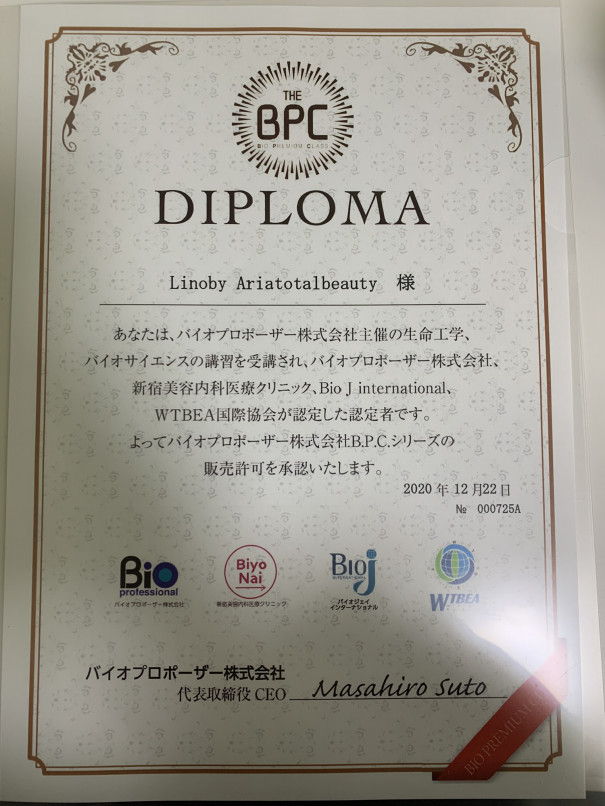 THE
BPC
BIO PREMIUM CLASS
DIPLOMA
Linoby Ariatotalbeauty 様
あなたは、バイオプロポーザー株式会社主催の生命工学、
バイオサイエンスの講習を受講され、バイオプロポーザー株式会社、
新宿美容内科医療クリニック、Bio J international、
WTBEA国際協会が認定した認定者です。
よってバイオプロポーザー株式会社B.P.C.シリーズの
販売許可を承認いたします。
2020 年 12 月 22 日
№ 000725A
Bio
professional
バイオプロポーザー株式会社
Biyo
Nai
新宿美容内科医療クリニック
Bioj
international
バイオジェイ
インターナショナル
WTBEA
バイオプロポーザー株式会社
代表取締役 CEO Masahiro Suto
BIO PREMIUM